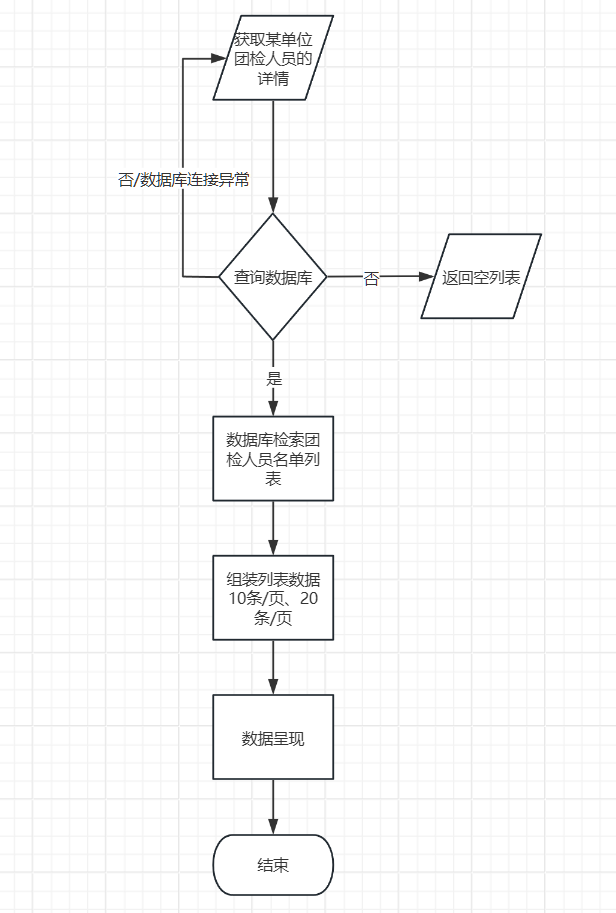 获取某单位
团检人员的
详情
否/数据库连接异常
查询数据库
否
返回空列表
是
数据库检索团
检人员名单列
表
组装列表数据
10条/页、20
条/页
数据呈现
结束